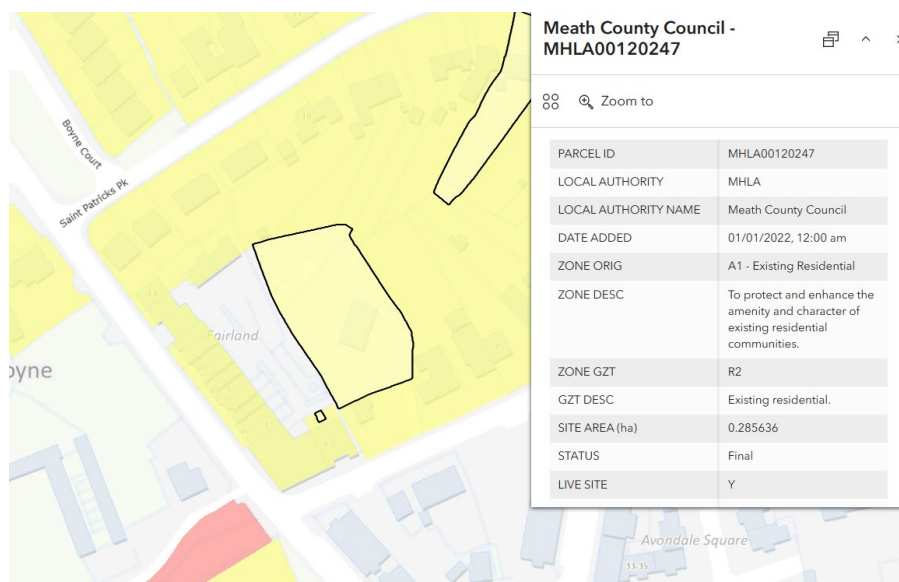 Meath County Council -
MHLA00120247
Zoom to
PARCEL ID MHLA00120247
LOCAL AUTHORITY MHLA
LOCAL AUTHORITY NAME Meath County Council
DATE ADDED 01/01/2022, 12:00 am
ZONE ORIG A1 - Existing Residential
ZONE DESC To protect and enhance the
amenity and character of
existing residential
communities.
ZONE GZT R2
GZT DESC Existing residential.
SITE AREA (ha) 0.285636
STATUS Final
LIVE SITE Y
Boyne Court
Saint Patricks Pk
10
Fairland
oyne
Avondale Square
33-35